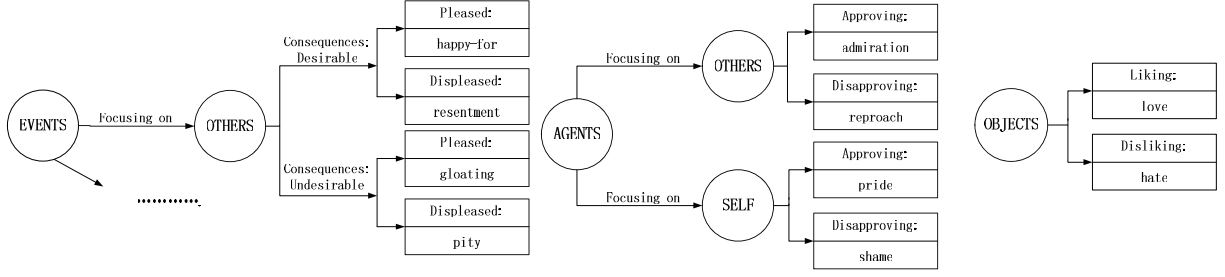 EVENTS
Focusing on
OTHERS
............
Consequences:
Desirable
Pleased:
happy-for
Displeased:
resentment
Consequences:
Undesirable
Pleased:
gloating
Displeased:
pity
AGENTS
Focusing on
OTHERS
Approving:
admiration
Disapproving:
reproach
Focusing on
SELF
Approving:
pride
Disapproving:
shame
OBJECTS
Liking:
love
Disliking:
hate